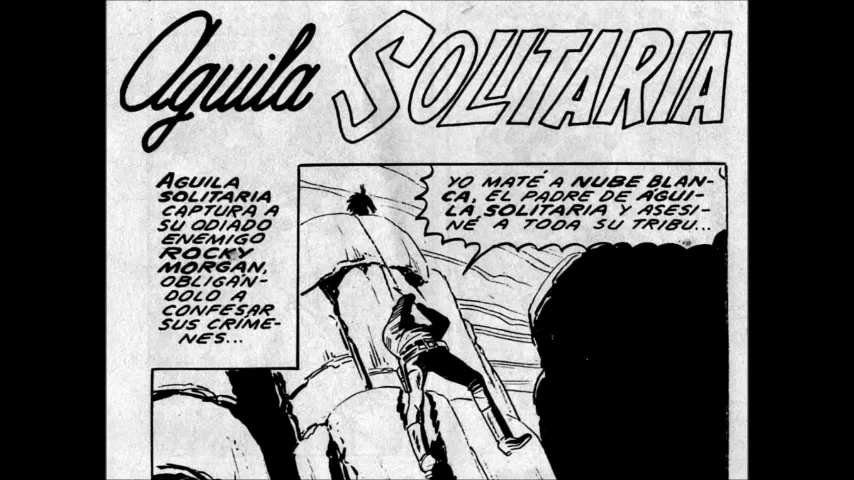 Aguila SOLITARIA
AGUILA
SOLITARIA
CAPTURA A
SU ODIADO
ENEMIGO
ROCKY
MORGAN,
OBLIGÁN-
DOLO A
CONFESAR
SUS CRÍME-
NES...
YO MATÉ A NUBE BLAN-
CA, EL PADRE DE ÁGUI-
LA SOLITARIA Y ASESI-
NÉ A TODA SU TRIBU...